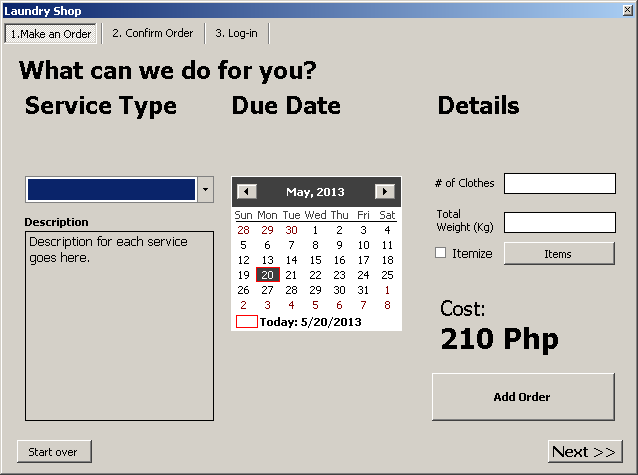 Laundry Shop
1.Make an Order
2. Confirm Order
3. Log-in
What can we do for you?
Service Type
Due Date
Details
Description
Description for each service
goes here.
May, 2013
Sun Mon Tue Wed Thu Fri Sat
28 29 30 1 2 3 4
5 6 7 8 9 10 11
12 13 14 15 16 17 18
19 20 21 22 23 24 25
26 27 28 29 30 31 1
2 3 4 5 6 7 8
Today: 5/20/2013
# of Clothes
Total
Weight (Kg)
Itemize
Items
Cost:
210 Php
Add Order
Start over
Next >>